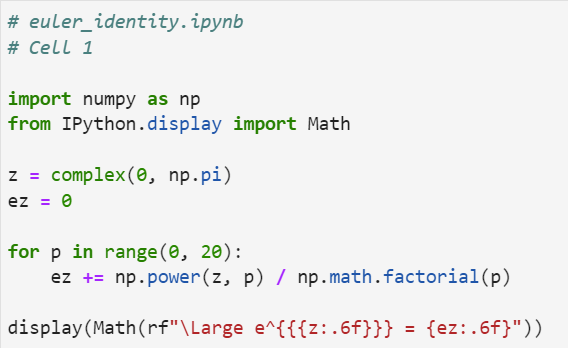 # euler_identity.ipynb
# Cell 1

import numpy as np
from IPython.display import Math

z = complex(0, np.pi)
ez = 0

for p in range(0, 20):
    ez += np.power(z, p) / np.math.factorial(p)

display(Math(rf"\Large e^{{{z:.6f}}} = {ez:.6f}"))